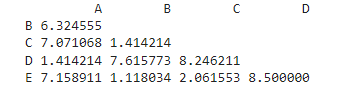 A B C D
B 6.324555
C 7.071068 1.414214
D 1.414214 7.615773 8.246211
E 7.158911 1.118034 2.061553 8.500000